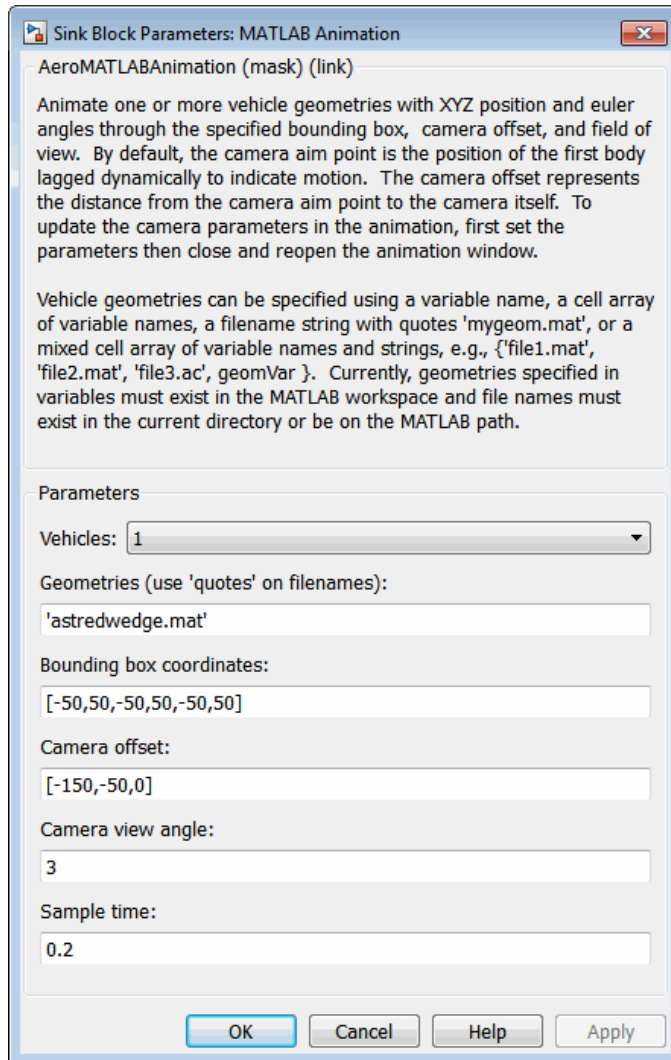 Sink Block Parameters: MATLAB Animation
AeroMATLABAnimation (mask) (link)
Animate one or more vehicle geometries with XYZ position and euler
angles through the specified bounding box,  camera offset, and field of
view.  By default, the camera aim point is the position of the first body
lagged dynamically to indicate motion.  The camera offset represents
the distance from the camera aim point to the camera itself.  To
update the camera parameters in the animation, first set the
parameters then close and reopen the animation window.
Vehicle geometries can be specified using a variable name, a cell array
of variable names, a filename string with quotes 'mygeom.mat', or a
mixed cell array of variable names and strings, e.g., {'file1.mat',
'file2.mat', 'file3.ac', geomVar }.  Currently, geometries specified in
variables must exist in the MATLAB workspace and file names must
exist in the current directory or be on the MATLAB path.
Parameters
Vehicles: 1
Geometries (use 'quotes' on filenames):
'astredwedge.mat'
Bounding box coordinates:
[-50,50,-50,50,-50,50]
Camera offset:
[-150,-50,0]
Camera view angle:
3
Sample time:
0.2
OK Cancel Help Apply